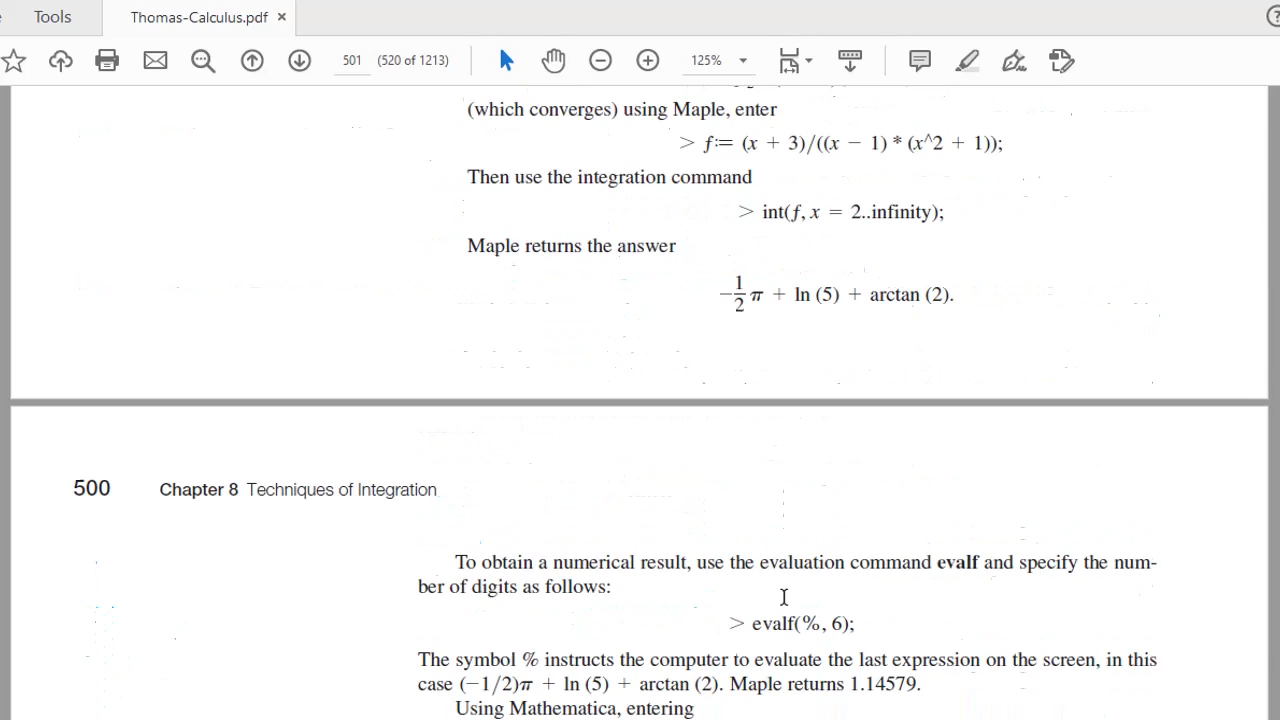 Tools
Thomas-Calculus.pdf ×
501 (520 of 1213) 125%
(which converges) using Maple, enter
> f:= (x + 3)/((x − 1) * (x^2 + 1));
Then use the integration command
> int(f, x = 2..infinity);
Maple returns the answer
−1/2 π + ln (5) + arctan (2).
500 Chapter 8 Techniques of Integration
To obtain a numerical result, use the evaluation command evalf and specify the num-
ber of digits as follows:
> evalf(%, 6);
The symbol % instructs the computer to evaluate the last expression on the screen, in this
case (−1/2)π + ln (5) + arctan (2). Maple returns 1.14579.
Using Mathematica, entering